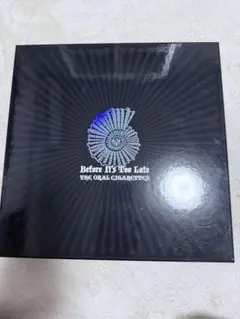 Before It's Too Late
THE ORAL CIGARETTES